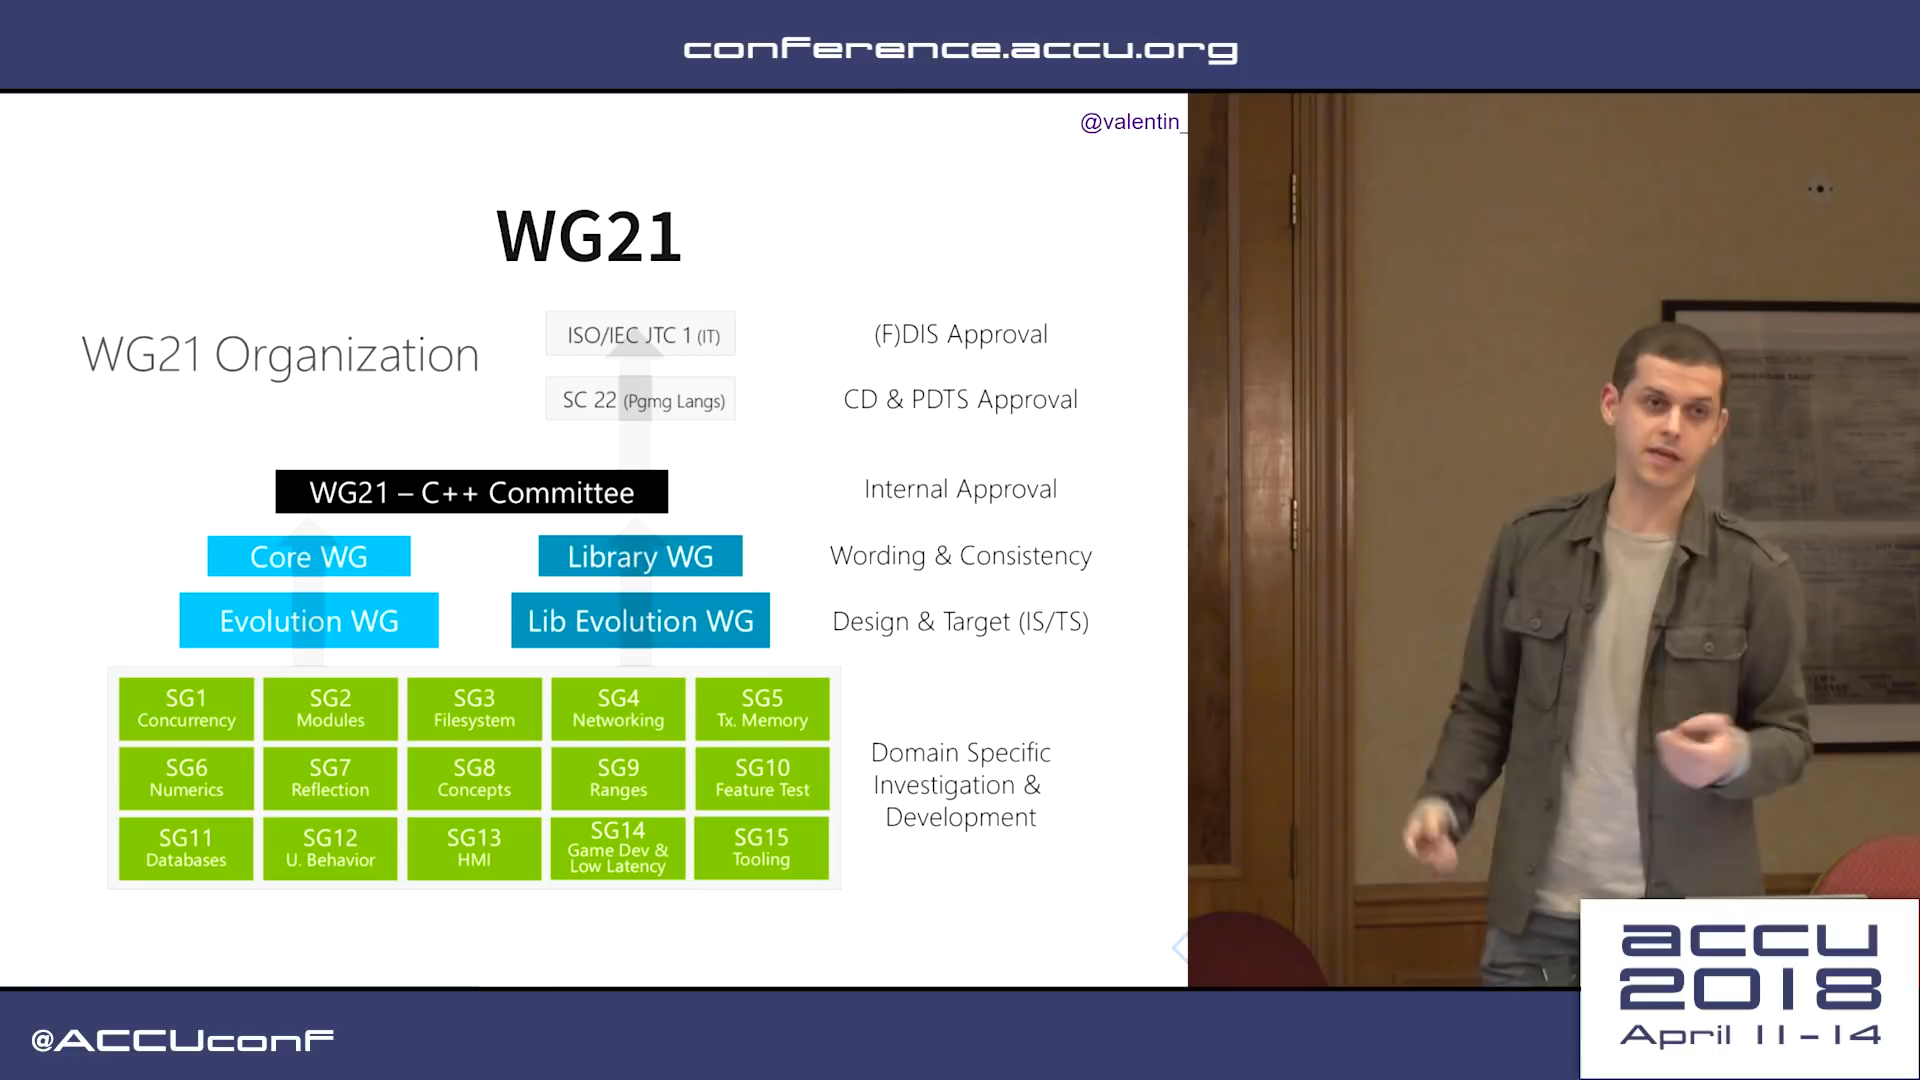 conference.accu.org
@valentin_
WG21
WG21 Organization
ISO/IEC JTC 1 (IT)
(F)DIS Approval
SC 22 (Pgmg Langs)
CD & PDTS Approval
WG21 – C++ Committee
Internal Approval
Core WG
Library WG
Wording & Consistency
Evolution WG
Lib Evolution WG
Design & Target (IS/TS)
SG1
Concurrency
SG2
Modules
SG3
Filesystem
SG4
Networking
SG5
Tx. Memory
SG6
Numerics
SG7
Reflection
SG8
Concepts
SG9
Ranges
SG10
Feature Test
SG11
Databases
SG12
U. Behavior
SG13
HMI
SG14
Game Dev &
Low Latency
SG15
Tooling
Domain Specific
Investigation &
Development
@ACCUconf
accu
2018
April 11-14